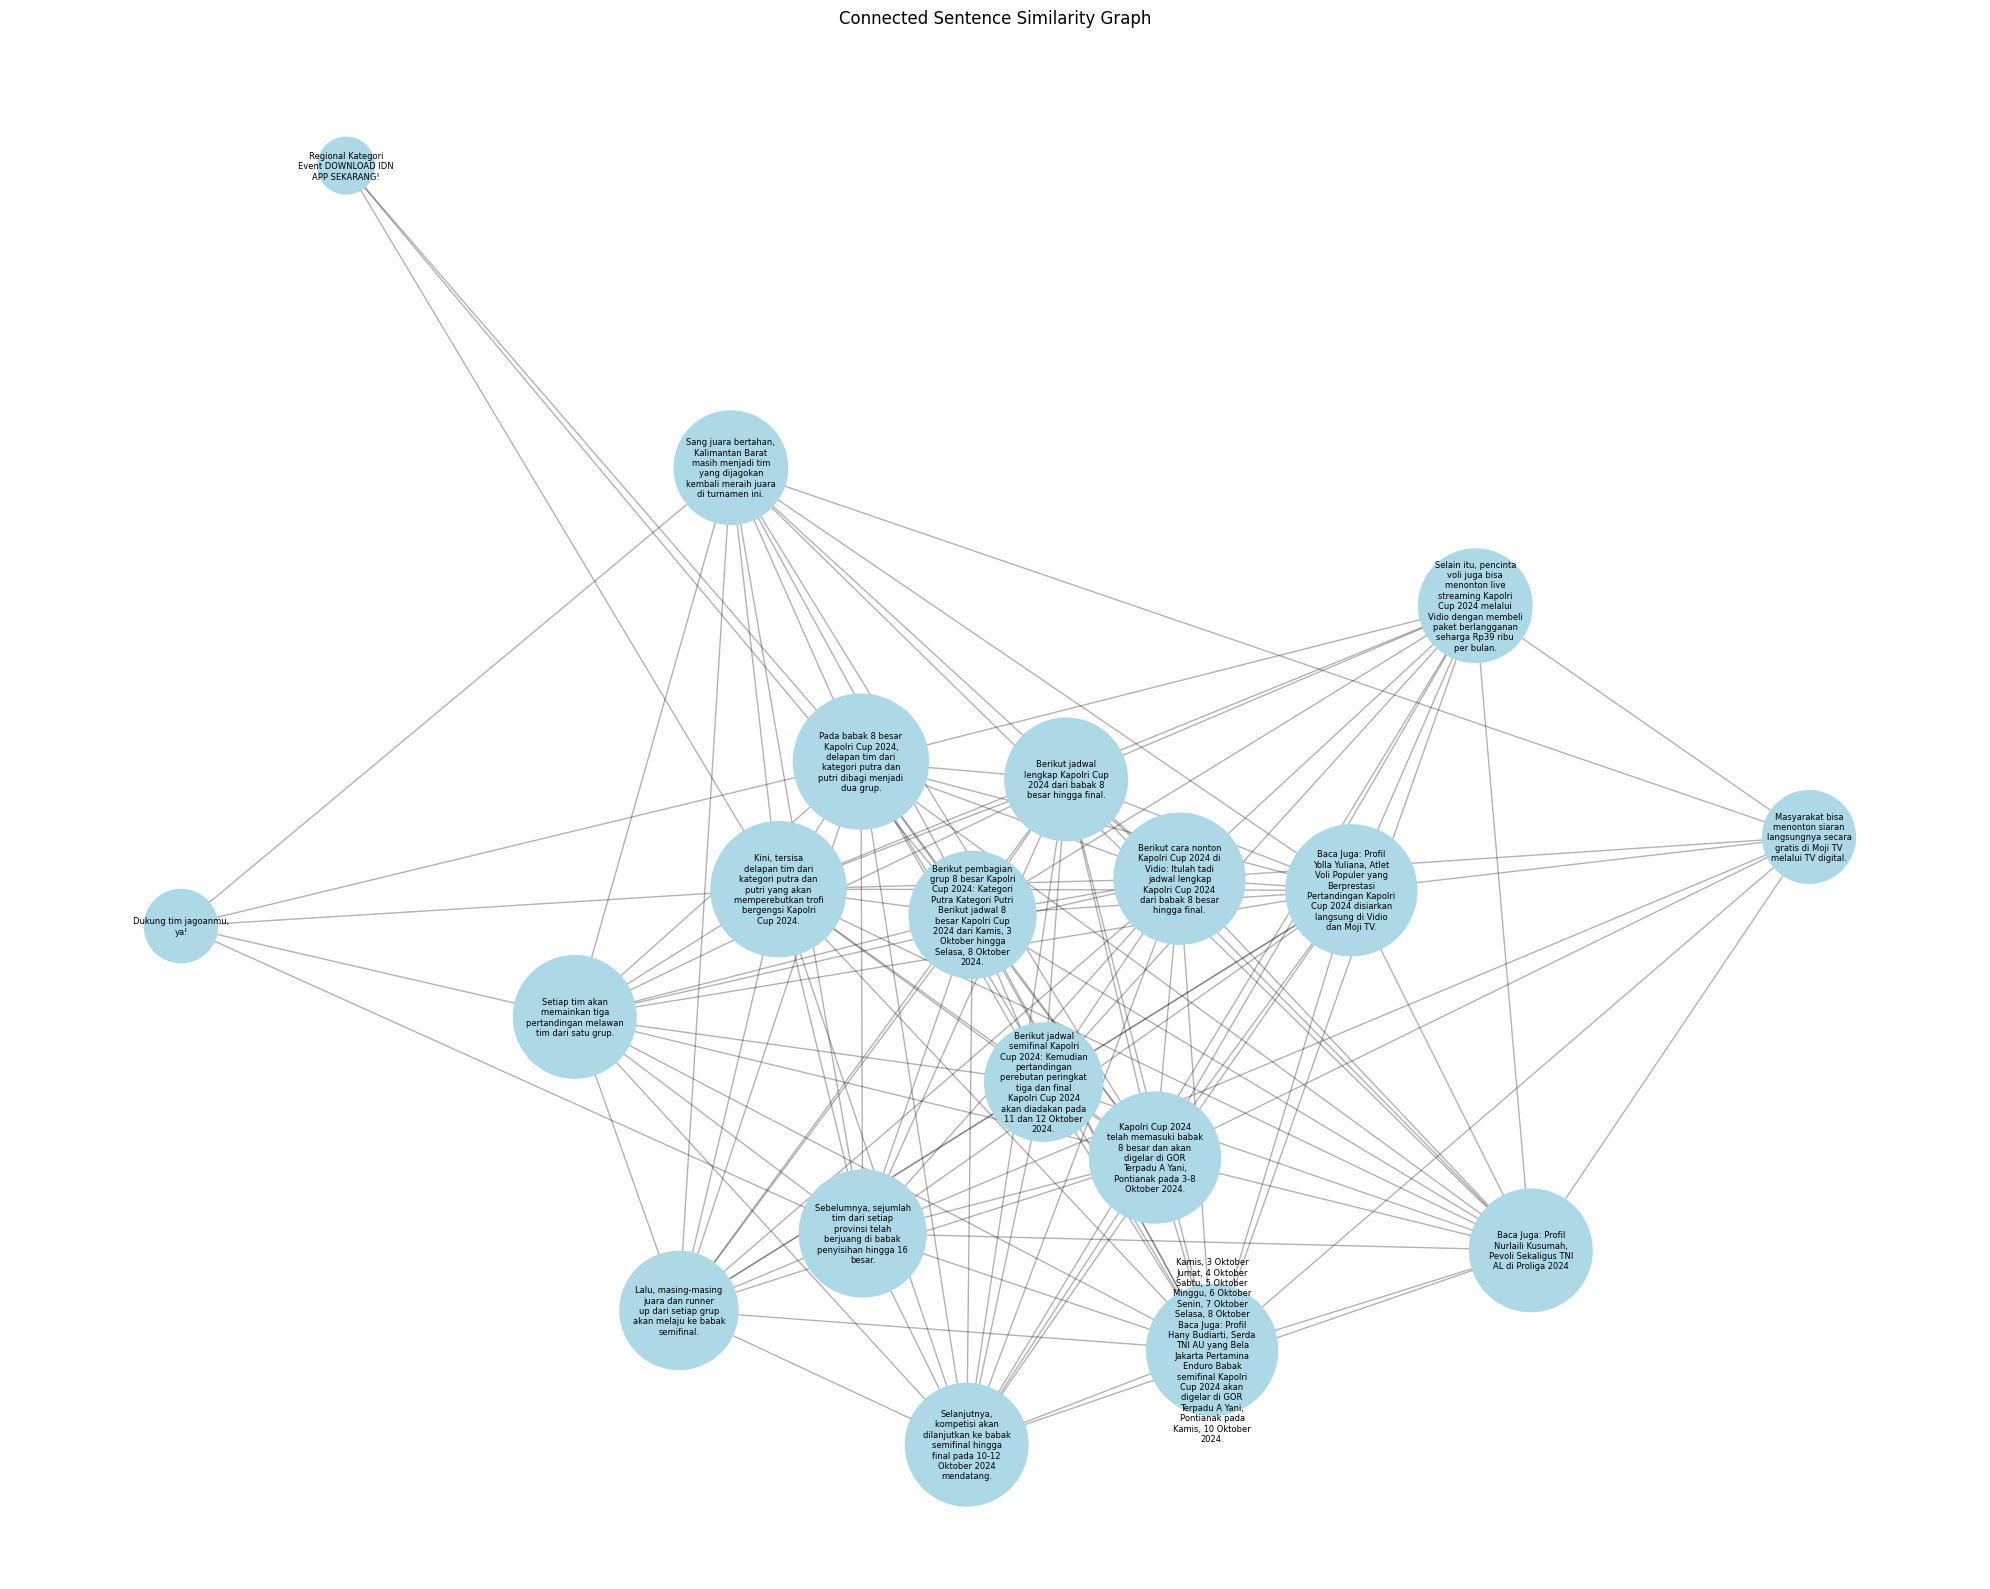 Connected Sentence Similarity Graph
Regional Kategori
Event DOWNLOAD IDN
APP SEKARANG!
Sang juara bertahan,
Kalimantan Barat
masih menjadi tim
yang dijagokan
kembali meraih juara
di turnamen ini.
Selain itu, pencinta
voli juga bisa
menonton live
streaming Kapolri
Cup 2024 melalui
Vidio dengan membeli
paket berlangganan
seharga Rp39 ribu
per bulan.
Pada babak 8 besar
Kapolri Cup 2024,
delapan tim dari
kategori putra dan
putri dibagi menjadi
dua grup.
Berikut jadwal
lengkap Kapolri Cup
2024 dari babak 8
besar hingga final.
Masyarakat bisa
menonton siaran
langsungnya secara
gratis di Moji TV
melalui TV digital.
Kini, tersisa
delapan tim dari
kategori putra dan
putri yang akan
memperebutkan trofi
bergengsi Kapolri
Cup 2024.
Berikut pembagian
grup 8 besar Kapolri
Cup 2024: Kategori
Putra Kategori Putri
Berikut jadwal 8
besar Kapolri Cup
2024 dari Kamis, 3
Oktober hingga
Selasa, 8 Oktober
2024.
Berikut cara nonton
Kapolri Cup 2024 di
Vidio: Itulah tadi
jadwal lengkap
Kapolri Cup 2024
dari babak 8 besar
hingga final.
Baca Juga: Profil
Yolla Yuliana, Atlet
Voli Populer yang
Berprestasi
Pertandingan Kapolri
Cup 2024 disiarkan
langsung di Vidio
dan Moji TV.
Dukung tim jagoanmu,
ya!
Setiap tim akan
memainkan tiga
pertandingan melawan
tim dari satu grup.
Berikut jadwal
semifinal Kapolri
Cup 2024: Kemudian
pertandingan
perebutan peringkat
tiga dan final
Kapolri Cup 2024
akan diadakan pada
11 dan 12 Oktober
2024.
Kapolri Cup 2024
telah memasuki babak
8 besar dan akan
digelar di GOR
Terpadu A Yani,
Pontianak pada 3-8
Oktober 2024.
Sebelumnya, sejumlah
tim dari setiap
provinsi telah
berjuang di babak
penyisihan hingga 16
besar.
Baca Juga: Profil
Nurlaili Kusumah,
Pevoli Sekaligus TNI
AL di Proliga 2024
Lalu, masing-masing
juara dan runner
up dari setiap grup
akan melaju ke babak
semifinal.
Kamis, 3 Oktober
Jumat, 4 Oktober
Sabtu, 5 Oktober
Minggu, 6 Oktober
Senin, 7 Oktober
Selasa, 8 Oktober
Baca Juga: Profil
Hany Budiarti, Serda
TNI AU yang Bela
Jakarta Pertamina
Enduro Babak
semifinal Kapolri
Cup 2024 akan
digelar di GOR
Terpadu A Yani,
Pontianak pada
Kamis, 10 Oktober
2024.
Selanjutnya,
kompetisi akan
dilanjutkan ke babak
semifinal hingga
final pada 10-12
Oktober 2024
mendatang.